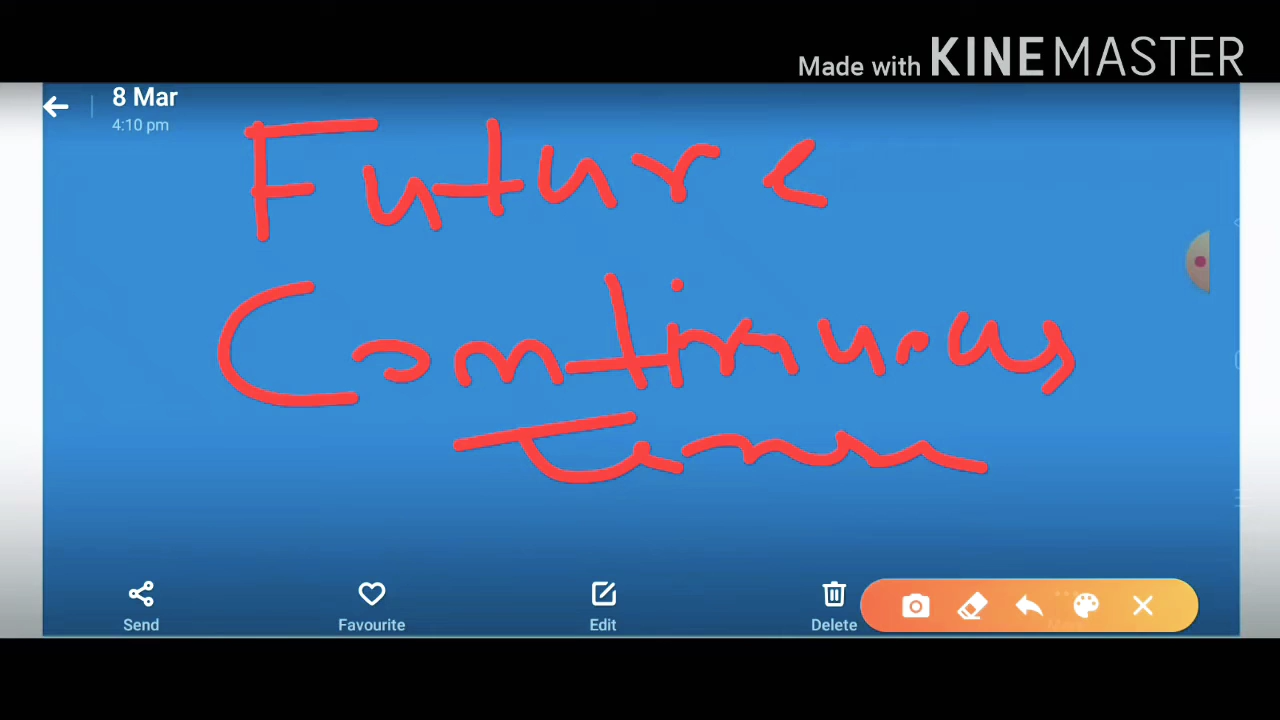 Made with KINEMASTER
8 Mar
4:10 pm
Future
Continuous
Tense
Send Favourite Edit Delete